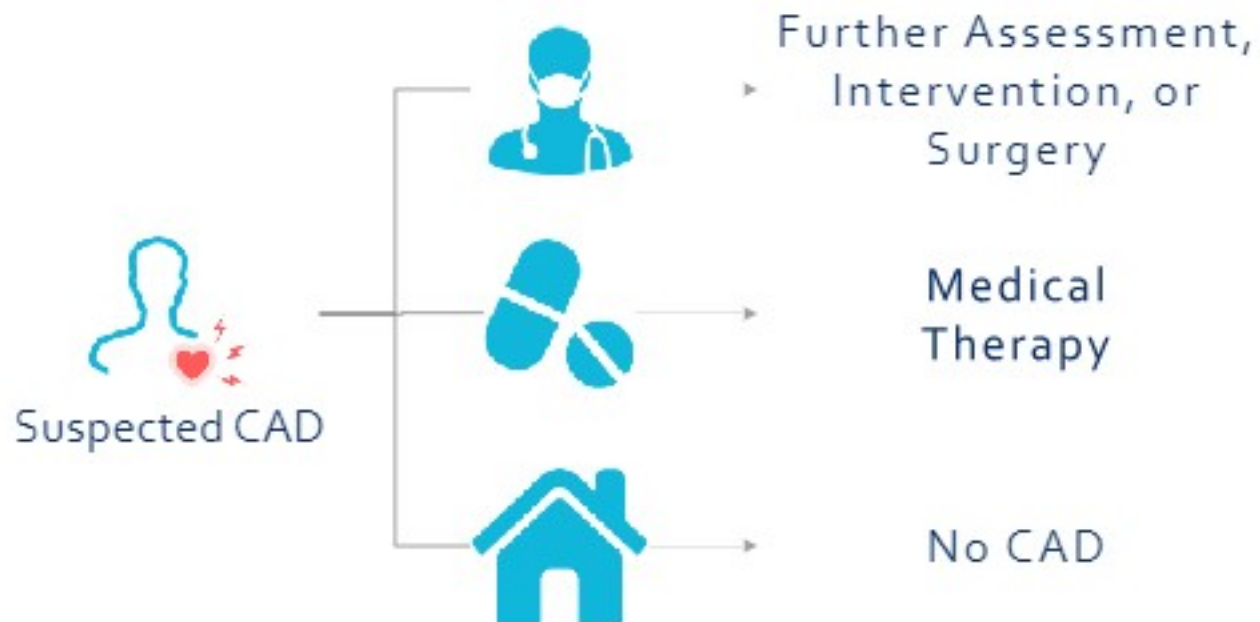 Further Assessment,
Intervention, or
Surgery
Suspected CAD
Medical
Therapy
No CAD